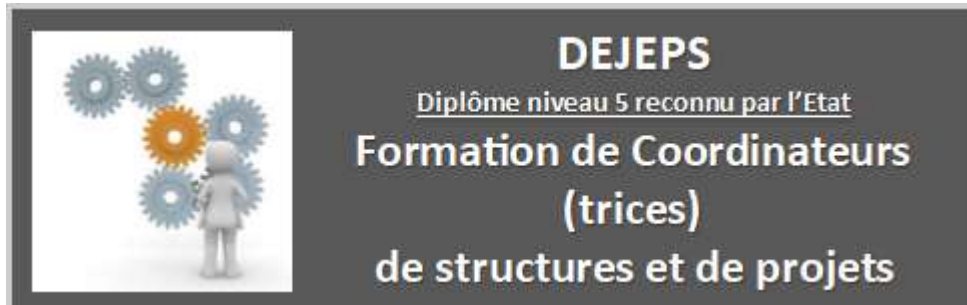 DEJEPS
Diplôme niveau 5 reconnu par l'Etat
Formation de Coordinateurs
(trices)
de structures et de projets